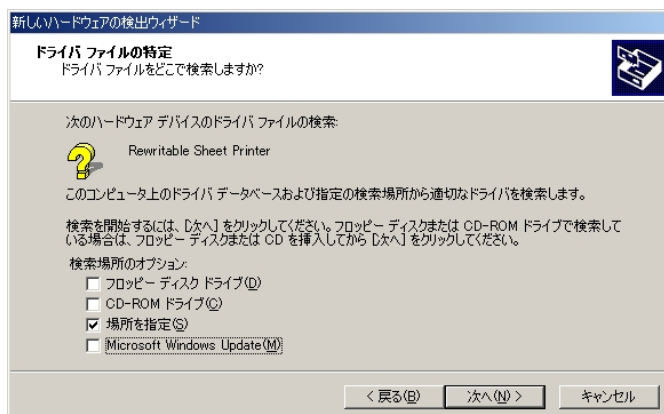 新しいハードウェアの検出ウィザード
ドライバ ファイルの特定
ドライバ ファイルをどこで検索しますか?
次のハードウェア デバイスのドライバ ファイルの検索:
Rewritable Sheet Printer
このコンピュータ上のドライバ データベースおよび指定の検索場所から適切なドライバを検索します。
検索を開始するには、[次へ] をクリックしてください。フロッピー ディスクまたは CD-ROM ドライブで検索して
いる場合は、フロッピー ディスクまたは CD を挿入してから [次へ] をクリックしてください。
検索場所のオプション:
フロッピー ディスク ドライブ(D)
CD-ROM ドライブ(C)
場所を指定(S)
Microsoft Windows Update(M)
< 戻る(B)
次へ(N) >
キャンセル